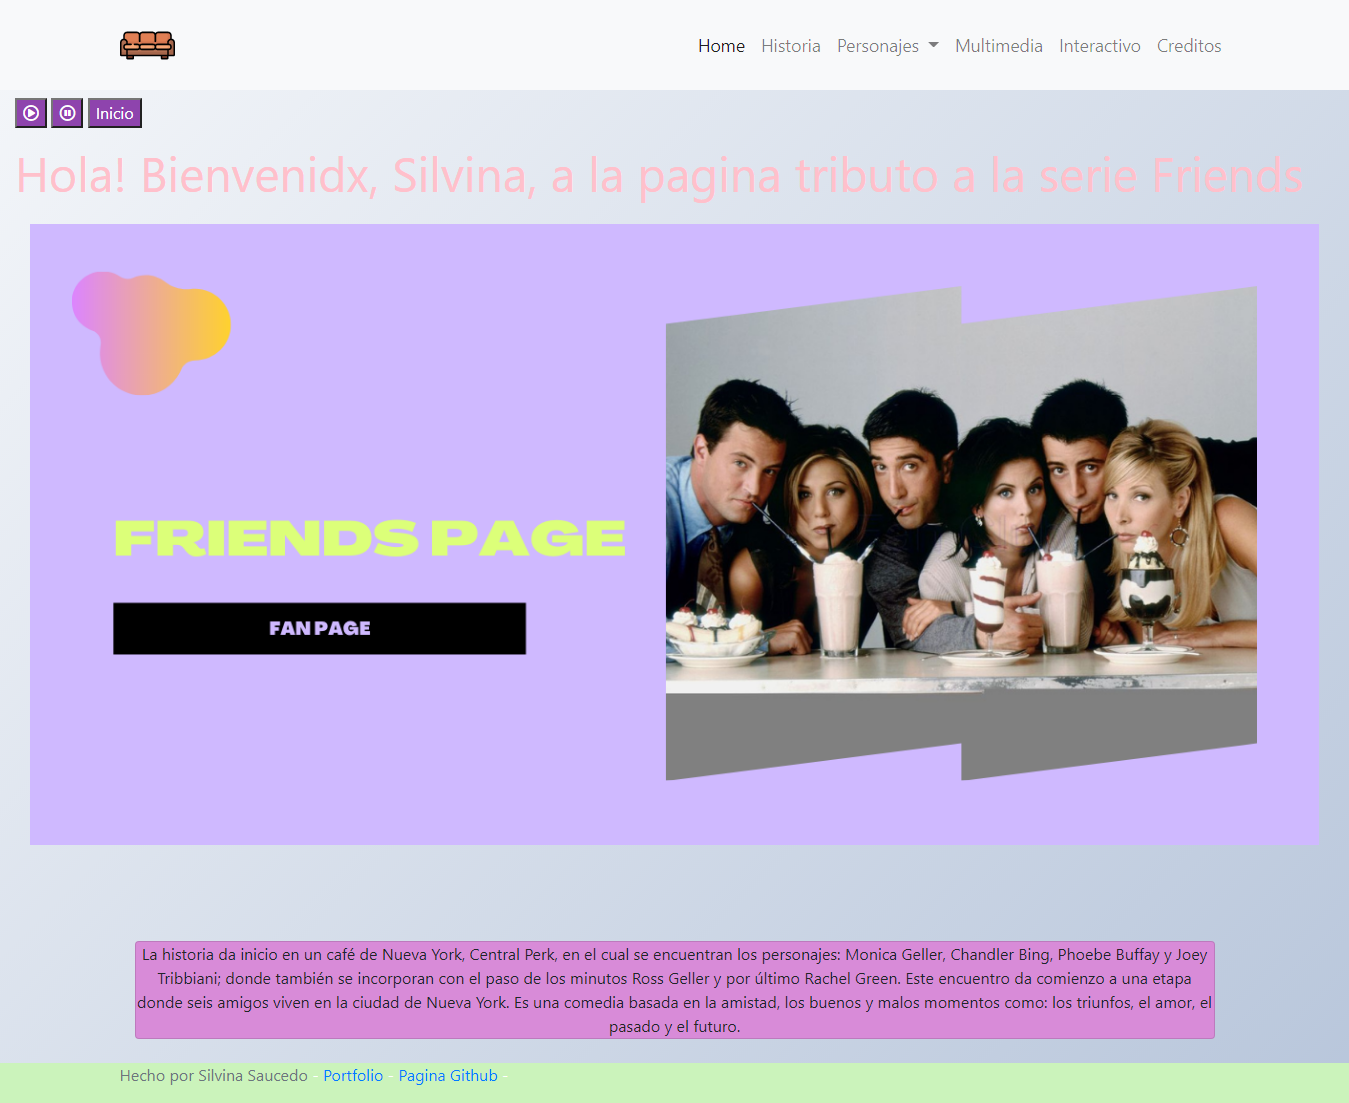 Home Historia Personajes Multimedia Interactivo Creditos
Inicio
Hola! Bienvenidx, Silvina, a la pagina tributo a la serie Friends
FRIENDS PAGE
FAN PAGE
La historia da inicio en un café de Nueva York, Central Perk, en el cual se encuentran los personajes: Monica Geller, Chandler Bing, Phoebe Buffay y Joey
Tribbiani; donde también se incorporan con el paso de los minutos Ross Geller y por último Rachel Green. Este encuentro da comienzo a una etapa
donde seis amigos viven en la ciudad de Nueva York. Es una comedia basada en la amistad, los buenos y malos momentos como: los triunfos, el amor, el
pasado y el futuro.
Hecho por Silvina Saucedo - Portfolio - Pagina Github -